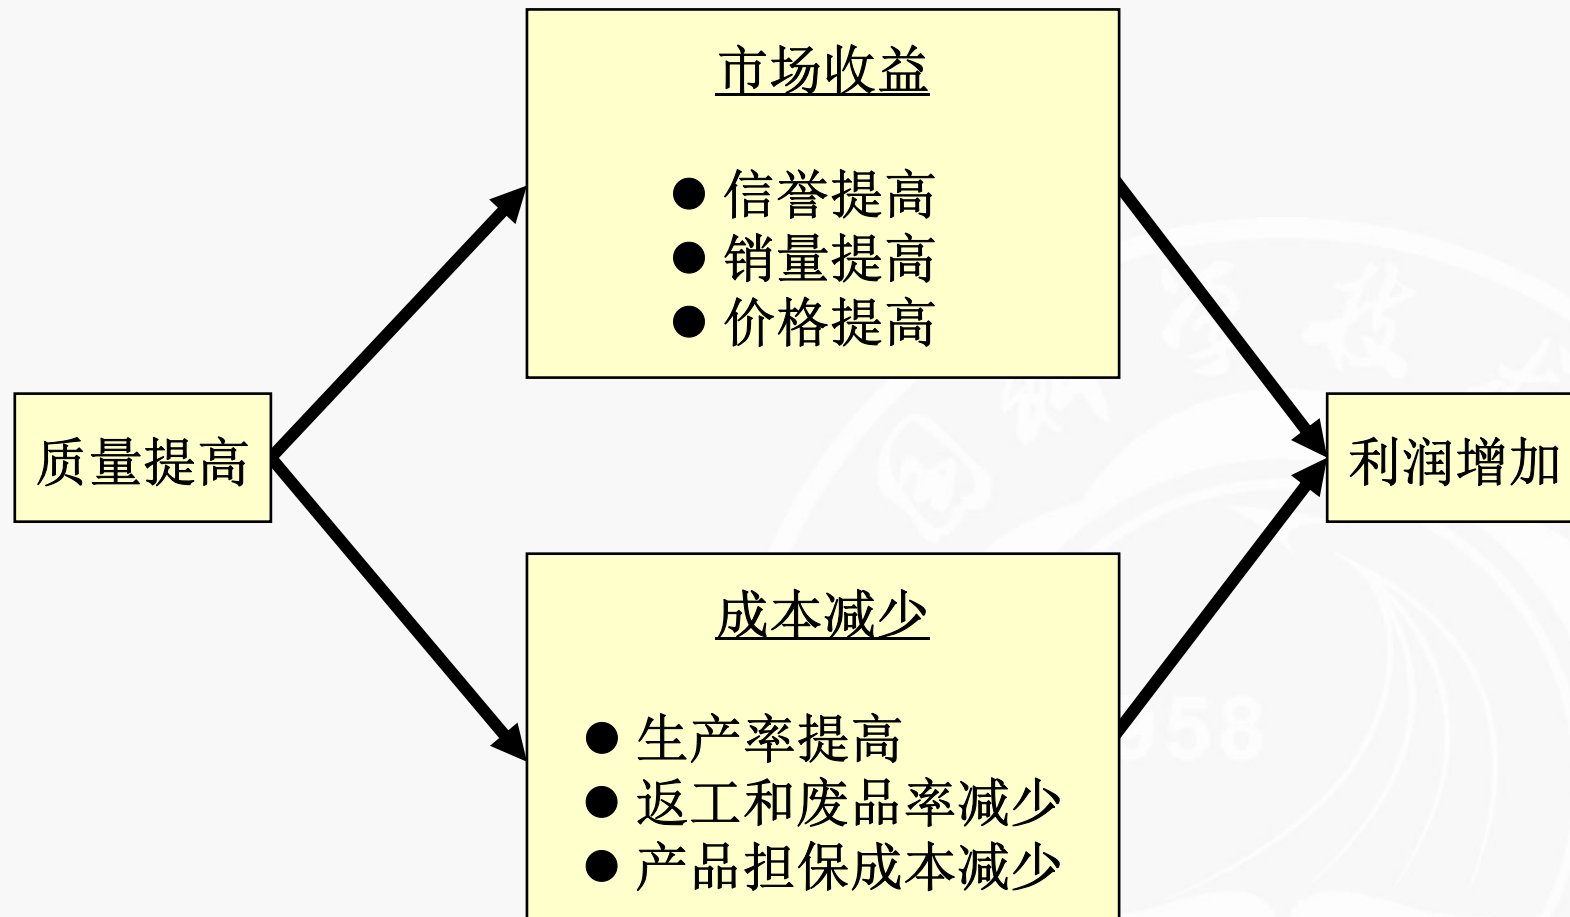 市场收益
● 信誉提高
● 销量提高
● 价格提高
质量提高
利润增加
成本减少
● 生产率提高
● 返工和废品率减少
● 产品担保成本减少
958